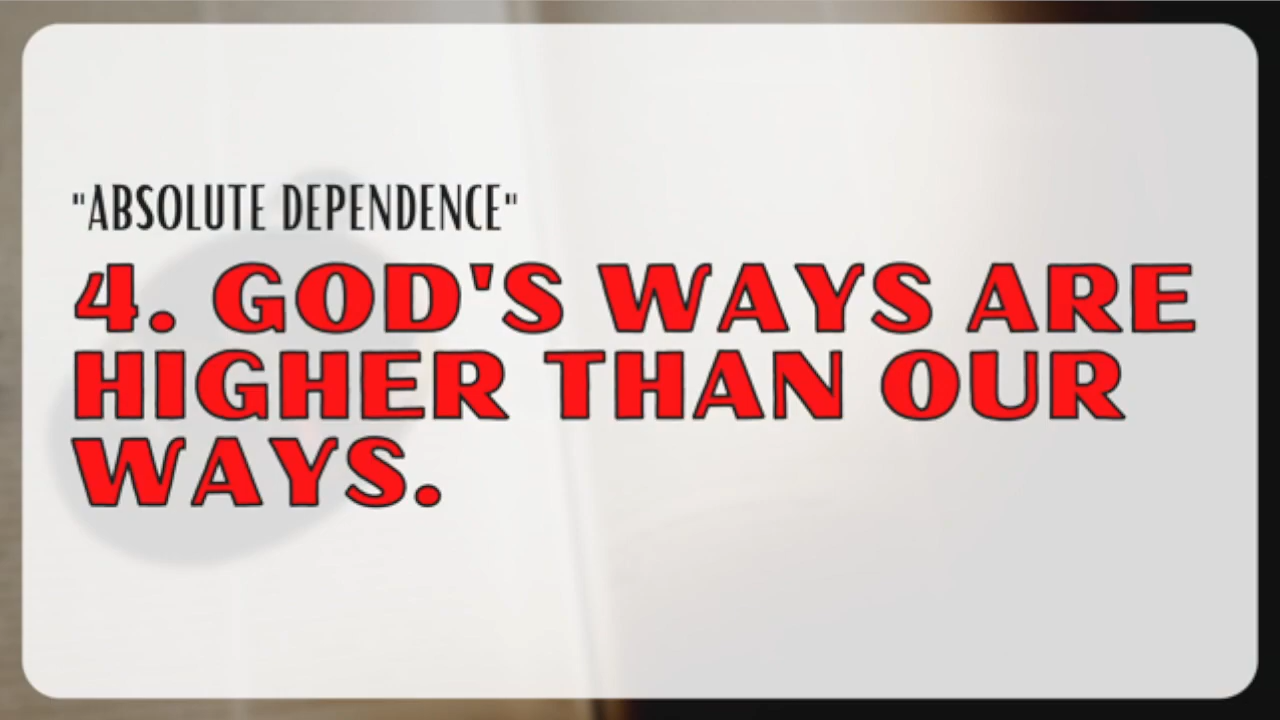 "ABSOLUTE DEPENDENCE"
4. GOD'S WAYS ARE
HIGHER THAN OUR
WAYS.